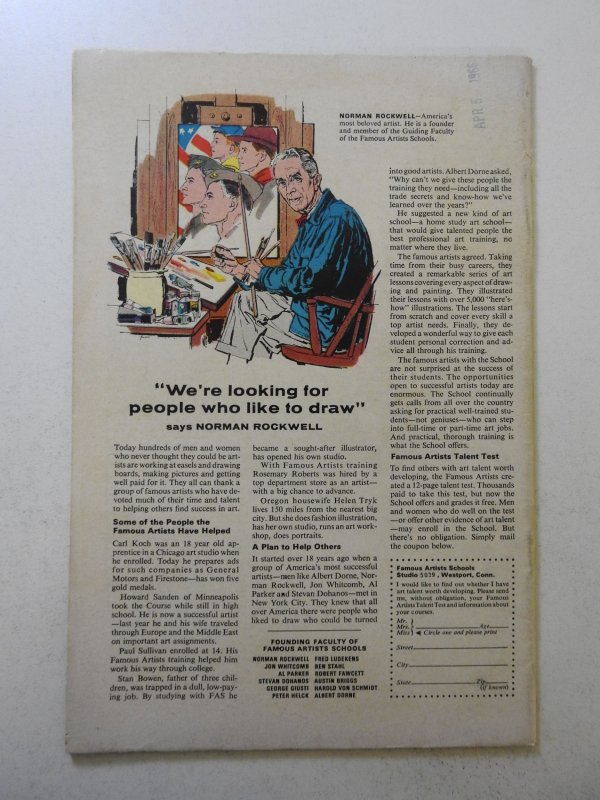 APR 5 1966
NORMAN ROCKWELL—America's
most beloved artist. He is a founder
and member of the Guiding Faculty
of the Famous Artists Schools.
"We're looking for
people who like to draw"
says NORMAN ROCKWELL
Today hundreds of men and women
who never thought they could be art-
ists are working at easels and drawing
boards, making pictures and getting
well paid for it. They all can thank a
group of famous artists who have de-
voted much of their time and talent
to helping others find success in art.
Some of the People the
Famous Artists Have Helped
Carl Koch was an 18 year old ap-
prentice in a Chicago art studio when
he enrolled. Today he prepares ads
for such companies as General
Motors and Firestone—has won five
gold medals.
Howard Sanden of Minneapolis
took the Course while still in high
school. He is now a successful artist
—last year he and his wife traveled
through Europe and the Middle East
on important art assignments.
Paul Sullivan enrolled at 14. His
Famous Artists training helped him
work his way through college.
Stan Bowen, father of three chil-
dren, was trapped in a dull, low-pay-
ing job. By studying with FAS he
became a sought-after illustrator,
has opened his own studio.
With Famous Artists training
Rosemary Roberts was hired by a
top department store as an artist—
with a big chance to advance.
Oregon housewife Helen Tryk
lives 150 miles from the nearest big
city. But she does fashion illustration,
has her own studio, runs an art work-
shop, does portraits.
A Plan to Help Others
It started over 18 years ago when a
group of America's most successful
artists—men like Albert Dorne, Nor-
man Rockwell, Jon Whitcomb, Al
Parker and Stevan Dohanos—met in
New York City. They knew that all
over America there were people who
liked to draw who could be turned
FOUNDING FACULTY OF
FAMOUS ARTISTS SCHOOLS
NORMAN ROCKWELL FRED LUDEKENS
JON WHITCOMB BEN STAHL
AL PARKER ROBERT FAWCETT
STEVAN DOHANOS AUSTIN BRIGGS
GEORGE GIUSTI HAROLD VON SCHMIDT
PETER HELCK ALBERT DORNE
into good artists. Albert Dorne asked,
"Why can't we give these people the
training they need—including all the
trade secrets and know-how we've
learned over the years?"
He suggested a new kind of art
school—a home study art school—
that would give talented people the
best professional art training, no
matter where they live.
The famous artists agreed. Taking
time from their busy careers, they
created a remarkable series of art
lessons covering every aspect of draw-
ing and painting. They illustrated
their lessons with over 5,000 "here's-
how" illustrations. The lessons start
from scratch and cover every skill a
top artist needs. Finally, they de-
veloped a wonderful way to give each
student personal correction and ad-
vice all through his training.
The famous artists with the School
are not surprised at the success of
their students. The opportunities
open to successful artists today are
enormous. The School continually
gets calls from all over the country
asking for practical well-trained stu-
dents—not geniuses—who can step
into full-time or part-time art jobs.
And practical, thorough training is
what the School offers.
Famous Artists Talent Test
To find others with art talent worth
developing, the Famous Artists cre-
ated a 12-page talent test. Thousands
paid to take this test, but now the
School offers and grades it free. Men
and women who do well on the test
—or offer other evidence of art talent
—may enroll in the School. But
there's no obligation. Simply mail
the coupon below.
Famous Artists Schools
Studio 5039, Westport, Conn.
I would like to find out whether I have
art talent worth developing. Please send
me, without obligation, your Famous
Artists Talent Test and information about
your courses.
Mr.
Mrs. Age
Miss Circle one and please print
Street
City
State Zip
(if known)